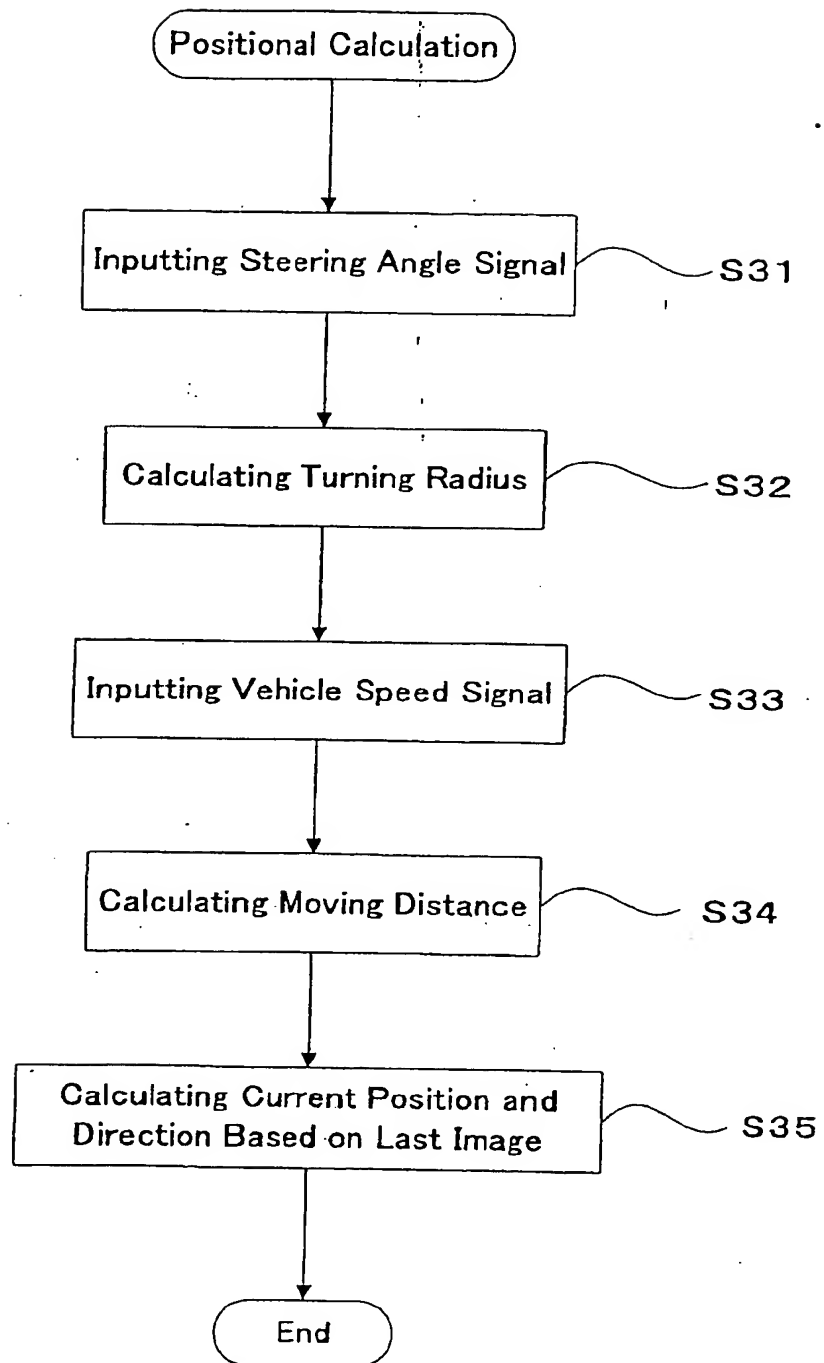 Positional Calculation
Inputting Steering Angle Signal
S31
Calculating Turning Radius
S32
Inputting Vehicle Speed Signal
S33
Calculating Moving Distance
S34
Calculating Current Position and
Direction Based on Last Image
S35
End